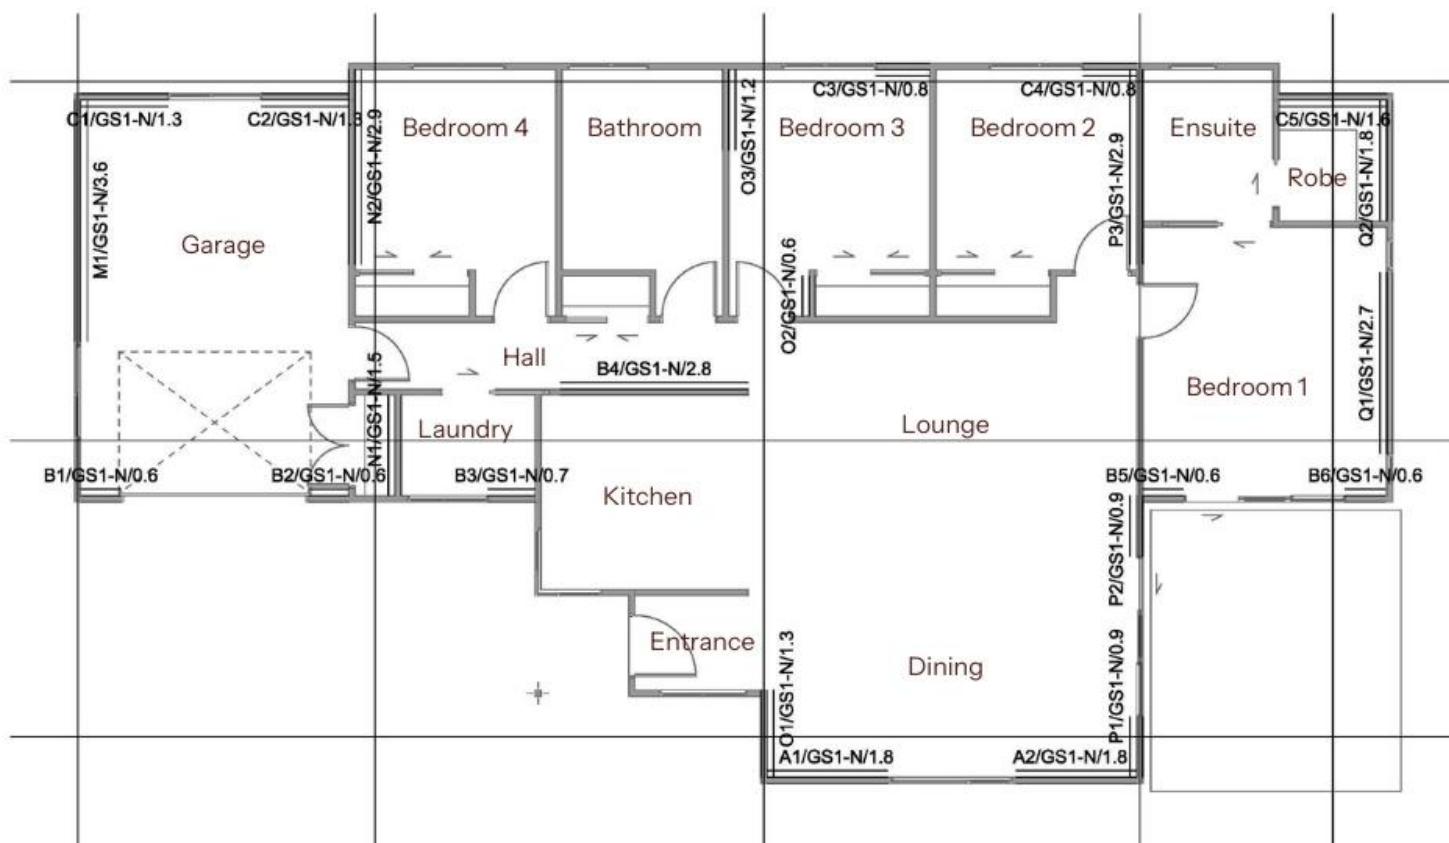 C3/GS1-N/0.8
C4/GS1-N/0.8
C1/GS1-N/1.3
C2/GS1-N/1.3
N2/GS1-N/2.9
Bedroom 4
Bathroom
O3/GS1-N/1.2
Bedroom 3
Bedroom 2
P3/GS1-N/2.9
Ensuite
C5/GS1-N/1.6
Robe
Q2/GS1-N/1.8
M1/GS1-N/3.6
Garage
O2/GS1-N/0.6
Hall
B4/GS1-N/2.8
Q1/GS1-N/2.7
Bedroom 1
N1/GS1-N/1.5
Laundry
Lounge
B1/GS1-N/0.6
B2/GS1-N/0.6
B3/GS1-N/0.7
Kitchen
B5/GS1-N/0.6
B6/GS1-N/0.6
P2/GS1-N/0.9
Entrance
Dining
O1/GS1-N/1.3
P1/GS1-N/0.9
A1/GS1-N/1.8
A2/GS1-N/1.8